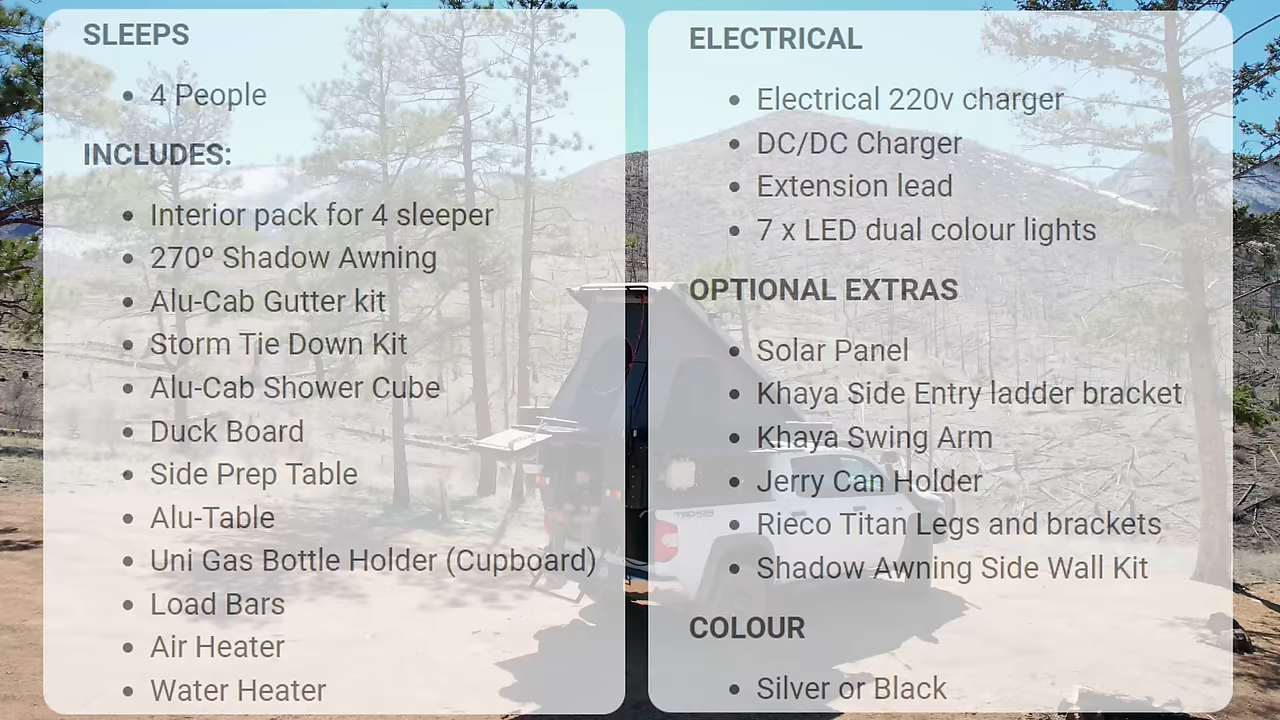 SLEEPS
• 4 People
INCLUDES:
• Interior pack for 4 sleeper
• 270º Shadow Awning
• Alu-Cab Gutter kit
• Storm Tie Down Kit
• Alu-Cab Shower Cube
• Duck Board
• Side Prep Table
• Alu-Table
• Uni Gas Bottle Holder (Cupboard)
• Load Bars
• Air Heater
• Water Heater
ELECTRICAL
• Electrical 220v charger
• DC/DC Charger
• Extension lead
• 7 x LED dual colour lights
OPTIONAL EXTRAS
• Solar Panel
• Khaya Side Entry ladder bracket
• Khaya Swing Arm
• Jerry Can Holder
• Rieco Titan Legs and brackets
• Shadow Awning Side Wall Kit
COLOUR
• Silver or Black